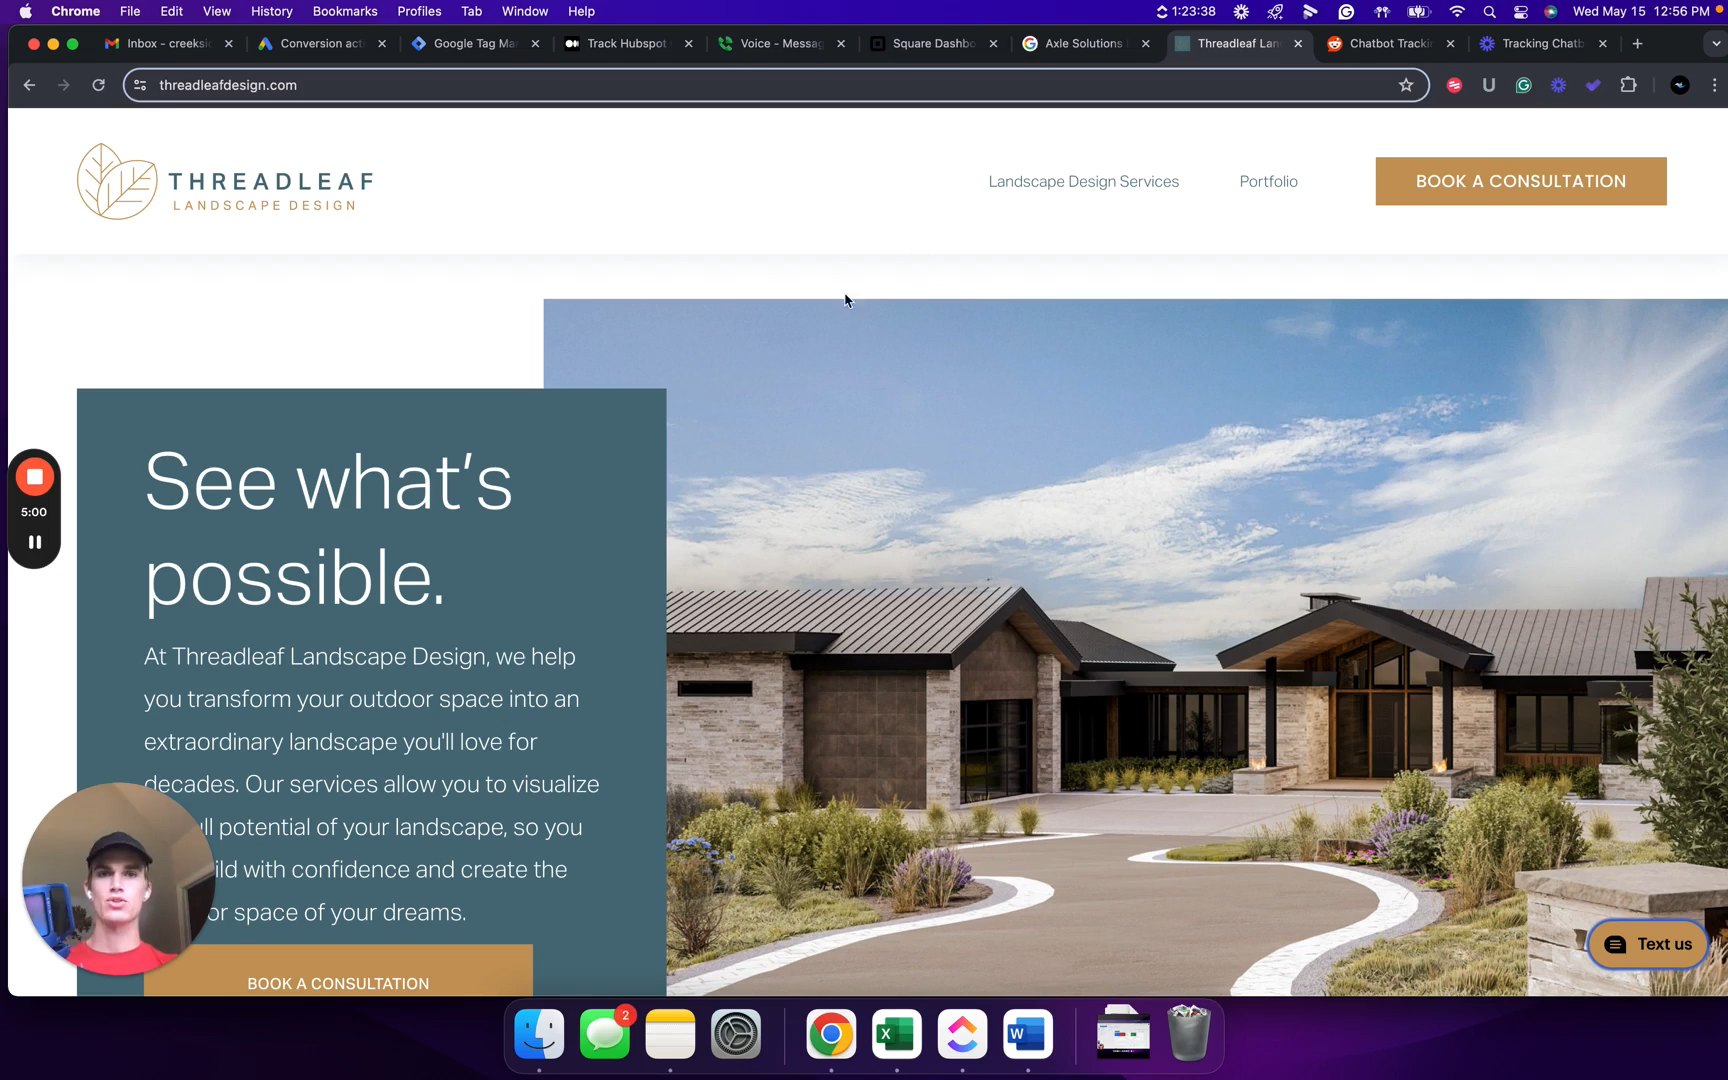 Chrome File Edit View History Bookmarks Profiles Tab Window Help 1:23:38 Wed May 15 12:56 PM
Inbox - creeksi Conversion act Google Tag Ma Track Hubspot Voice - Messag Square Dashbo Axle Solutions Threadleaf Lan Chatbot Tracki Tracking Chatb
threadleafdesign.com
THREADLEAF
LANDSCAPE DESIGN
Landscape Design Services Portfolio BOOK A CONSULTATION
See what's
possible.
At Threadleaf Landscape Design, we help
you transform your outdoor space into an
extraordinary landscape you'll love for
decades. Our services allow you to visualize
ll potential of your landscape, so you
ild with confidence and create the
or space of your dreams.
BOOK A CONSULTATION
5:00
Text us
2